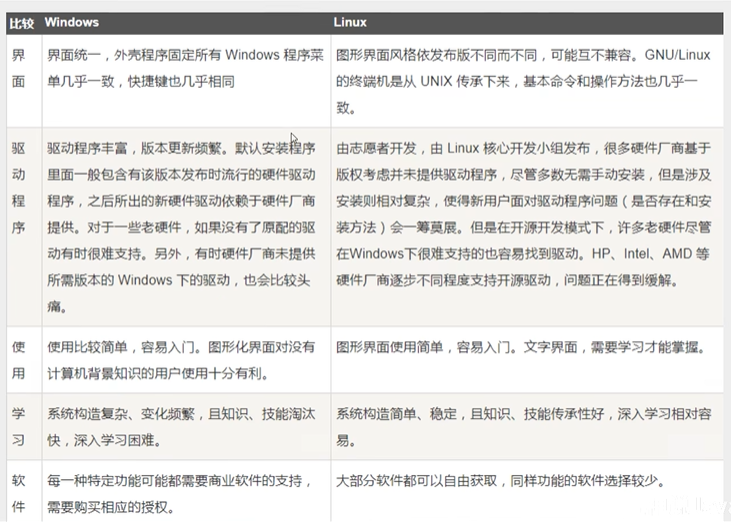 比较 Windows Linux
界面
界面统一，外壳程序固定所有 Windows 程序菜
单几乎一致，快捷键也几乎相同
图形界面风格依发布版不同而不同，可能互不兼容。GNU/Linux
的终端机是从 UNIX 传承下来，基本命令和操作方法也几乎一
致。
驱动程序
驱动程序丰富，版本更新频繁。默认安装程序
里面一般包含有该版本发布时流行的硬件驱动
程序，之后所出的新硬件驱动依赖于硬件厂商
提供。对于一些老硬件，如果没有了原配的驱
动有时很难支持。另外，有时硬件厂商未提供
所需版本的 Windows 下的驱动，也会比较头
痛。
由志愿者开发，由 Linux 核心开发小组发布，很多硬件厂商基于
版权考虑并未提供驱动程序，尽管多数无需手动安装，但是涉及
安装则相对复杂，使得新用户面对驱动程序问题（是否存在和安
装方法）会一筹莫展。但是在开源开发模式下，许多老硬件尽管
在Windows下很难支持的也容易找到驱动。HP、Intel、AMD 等
硬件厂商逐步不同程度支持开源驱动，问题正在得到缓解。
使用
使用比较简单，容易入门。图形化界面对没有
计算机背景知识的用户使用十分有利。
图形界面使用简单，容易入门。文字界面，需要学习才能掌握。
学习
系统构造复杂、变化频繁，且知识、技能淘汰
快，深入学习困难。
系统构造简单、稳定，且知识、技能传承性好，深入学习相对容
易。
软件
每一种特定功能可能都需要商业软件的支持，
需要购买相应的授权。
大部分软件都可以自由获取，同样功能的软件选择较少。